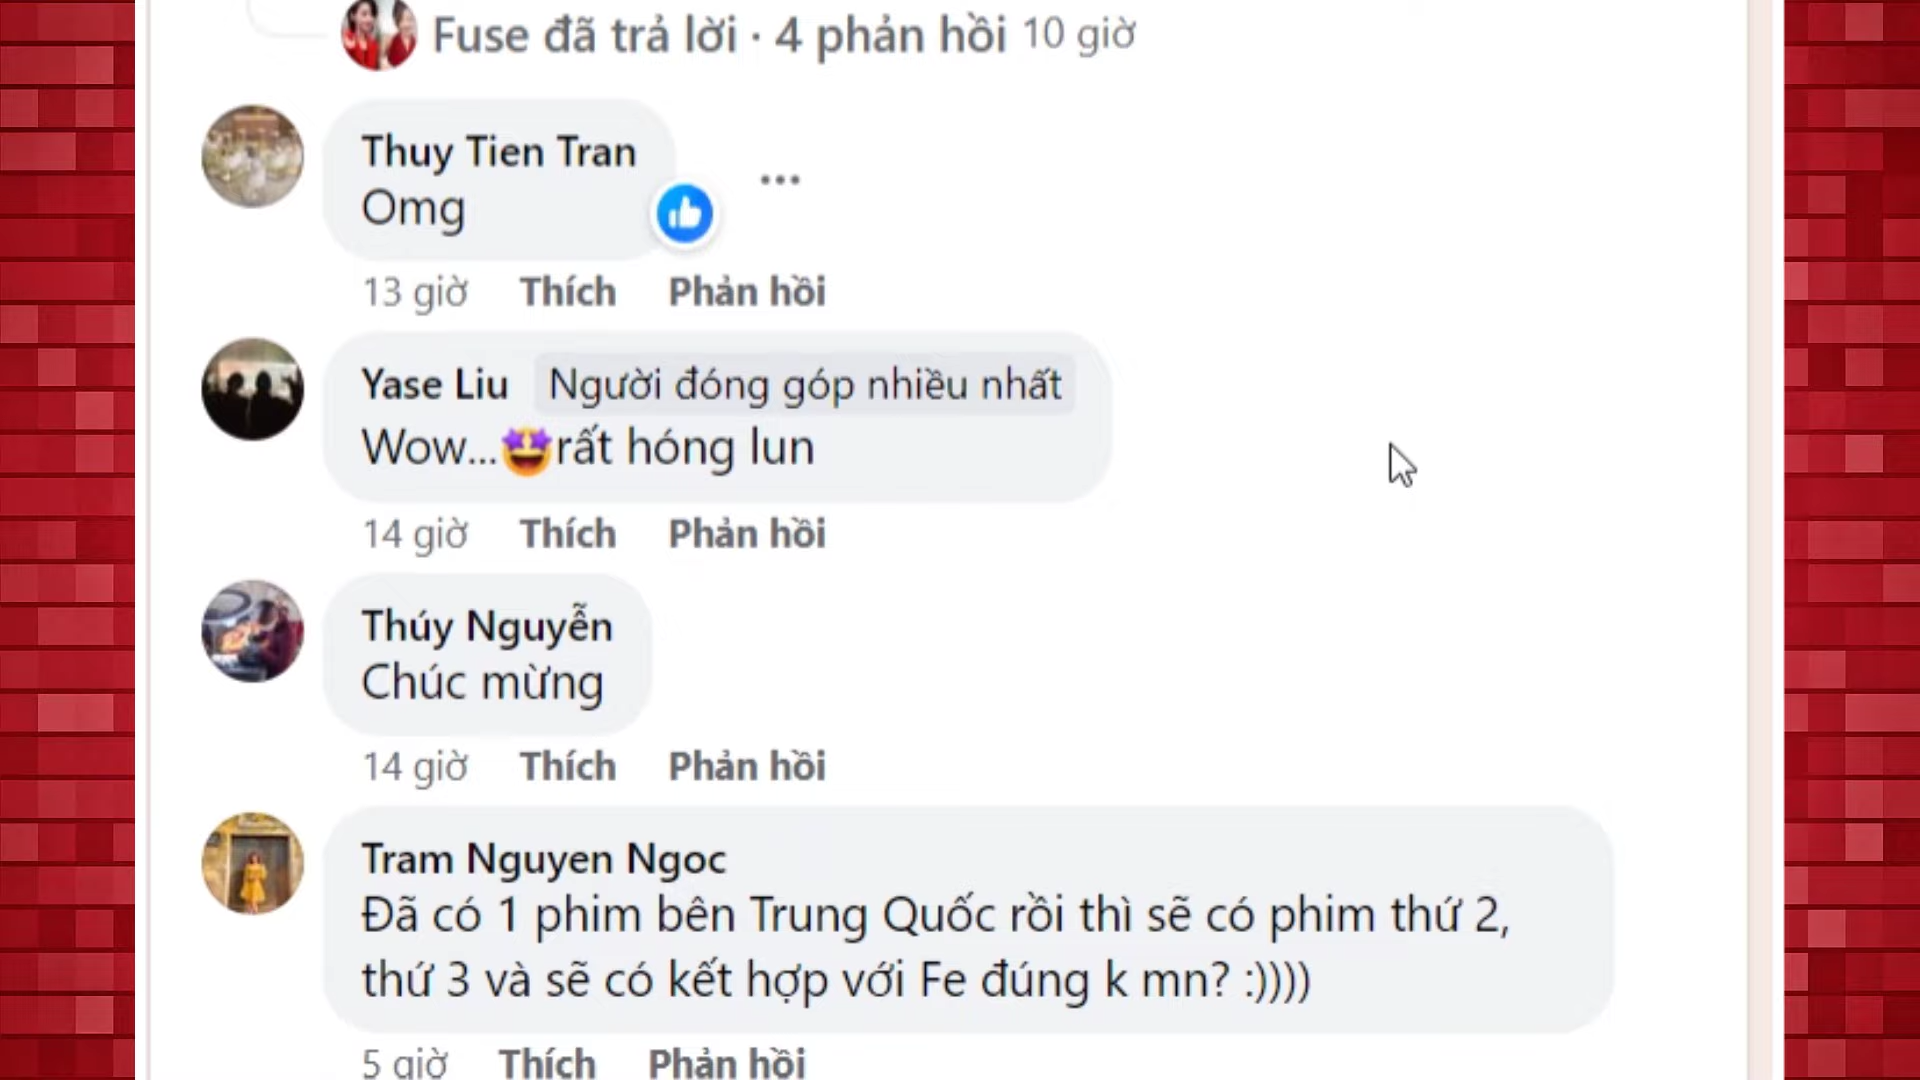 Fuse đã trả lời · 4 phản hồi 10 giờ
Thuy Tien Tran
Omg
13 giờ Thích Phản hồi
Yase Liu Người đóng góp nhiều nhất
Wow...🤩rất hóng lun
14 giờ Thích Phản hồi
Thúy Nguyễn
Chúc mừng
14 giờ Thích Phản hồi
Tram Nguyen Ngoc
Đã có 1 phim bên Trung Quốc rồi thì sẽ có phim thứ 2,
thứ 3 và sẽ có kết hợp với Fe đúng k mn? :))))
5 giờ Thích Phản hồi